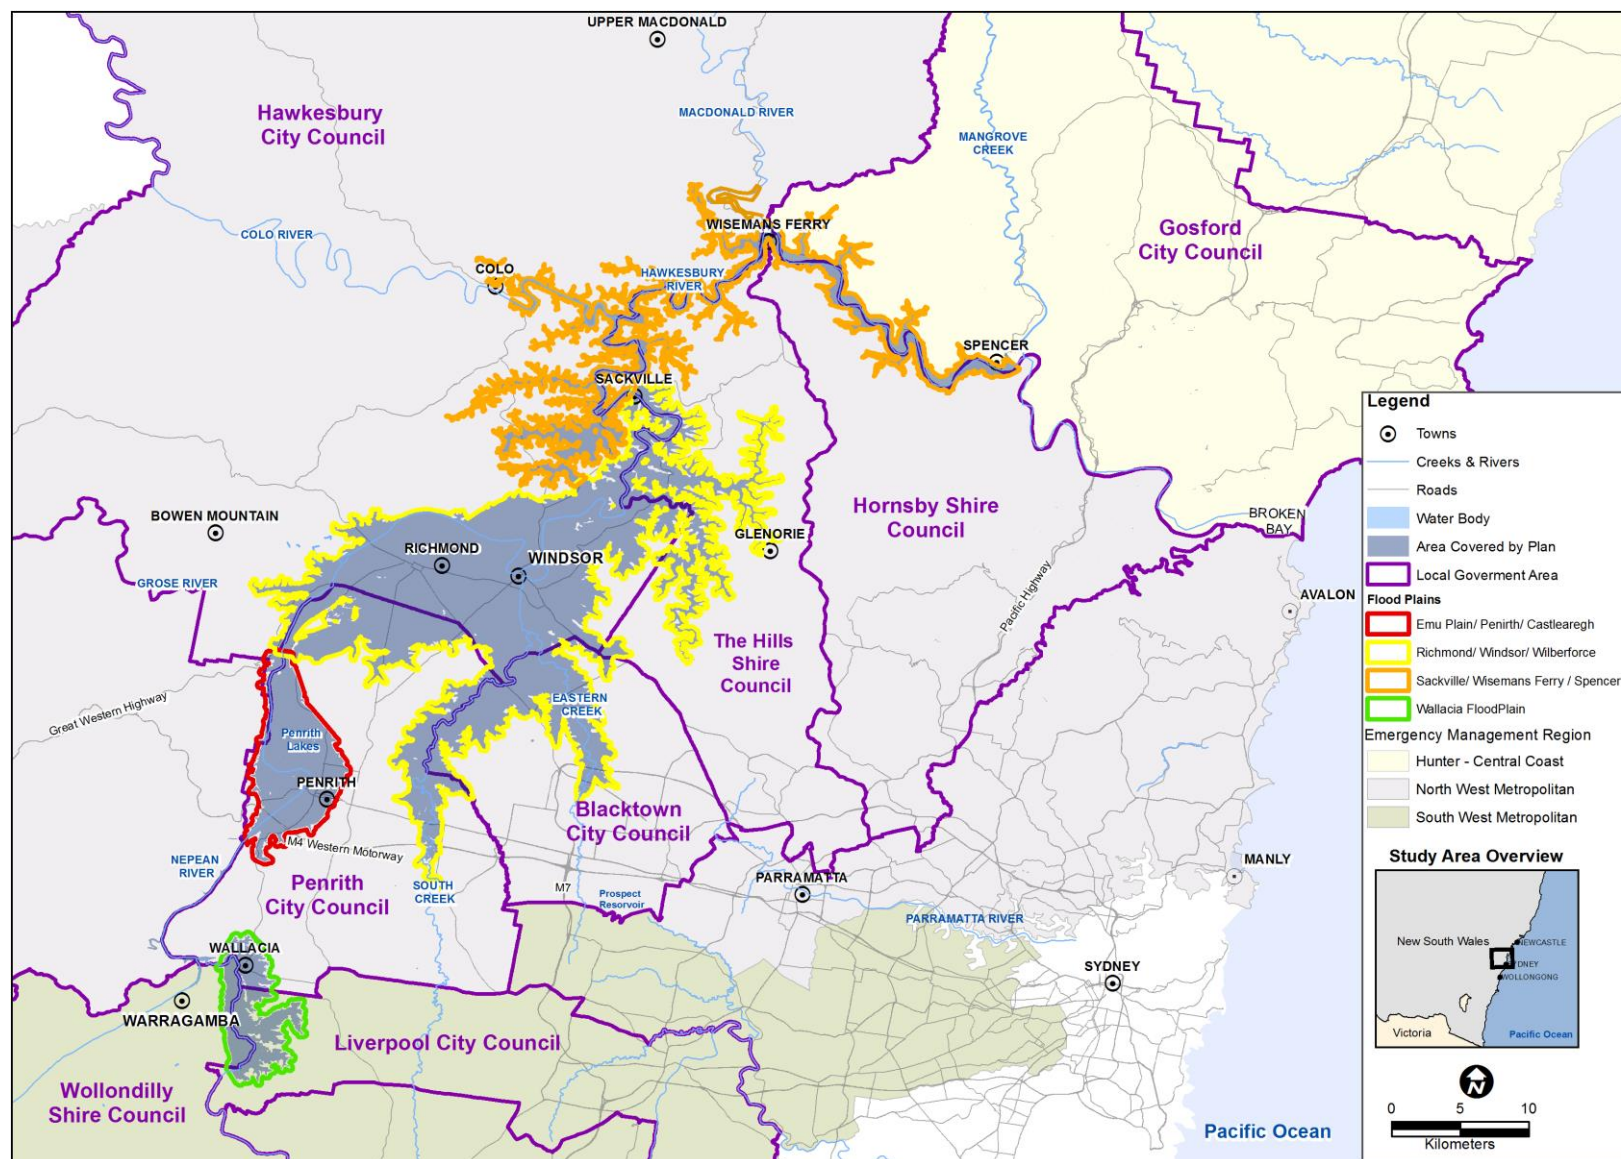 UPPER MACDONALD
Hawkesbury
City Council
MACDONALD RIVER
MANGROVE
CREEK
COLO RIVER
WISEMANS FERRY
Gosford
City Council
COLO
HAWKESBURY
RIVER
SPENCER
SACKVILLE
BOWEN MOUNTAIN
RICHMOND
WINDSOR
GLENORIE
Hornsby Shire
Council
BROKEN
BAY
GROSE RIVER
Pacific Highway
AVALON
The Hills
Shire
Council
Great Western Highway
EASTERN
CREEK
Penrith
Lakes
PENRITH
Blacktown
City Council
M4 Western Motorway
NEPEAN
RIVER
Penrith
City Council
SOUTH
CREEK
M7
Prospect
Reservoir
PARRAMATTA
PARRAMATTA RIVER
MANLY
WALLACIA
SYDNEY
WARRAGAMBA
Liverpool City Council
Wollondilly
Shire Council
Pacific Ocean
Legend
Towns
Creeks & Rivers
Roads
Water Body
Area Covered by Plan
Local Goverment Area
Flood Plains
Emu Plain/ Penirth/ Castlearegh
Richmond/ Windsor/ Wilberforce
Sackville/ Wisemans Ferry / Spencer
Wallacia FloodPlain
Emergency Management Region
Hunter - Central Coast
North West Metropolitan
South West Metropolitan
Study Area Overview
New South Wales
NEWCASTLE
SYDNEY
WOLLONGONG
Victoria
Pacific Ocean
N
0 5 10
Kilometers